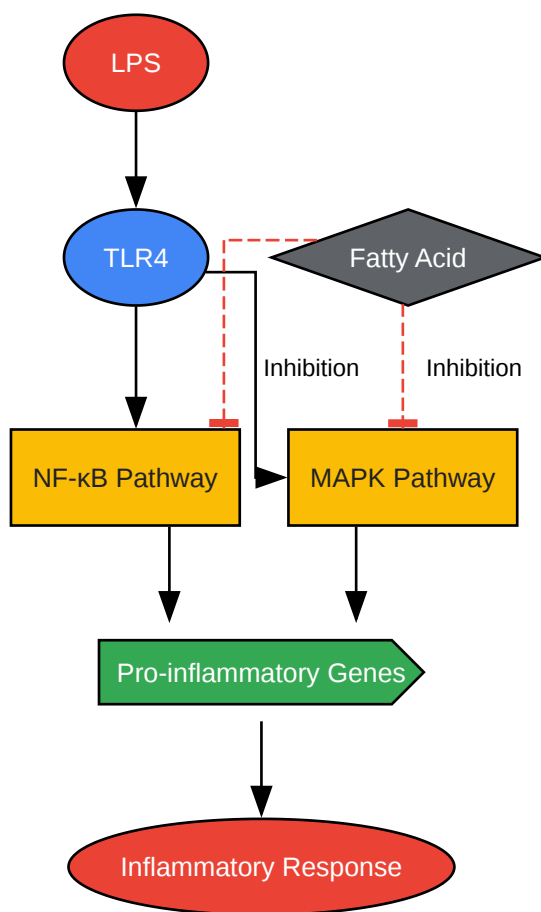 LPS
TLR4
Fatty Acid
Inhibition
Inhibition
NF-κB Pathway
MAPK Pathway
Pro-inflammatory Genes
Inflammatory Response